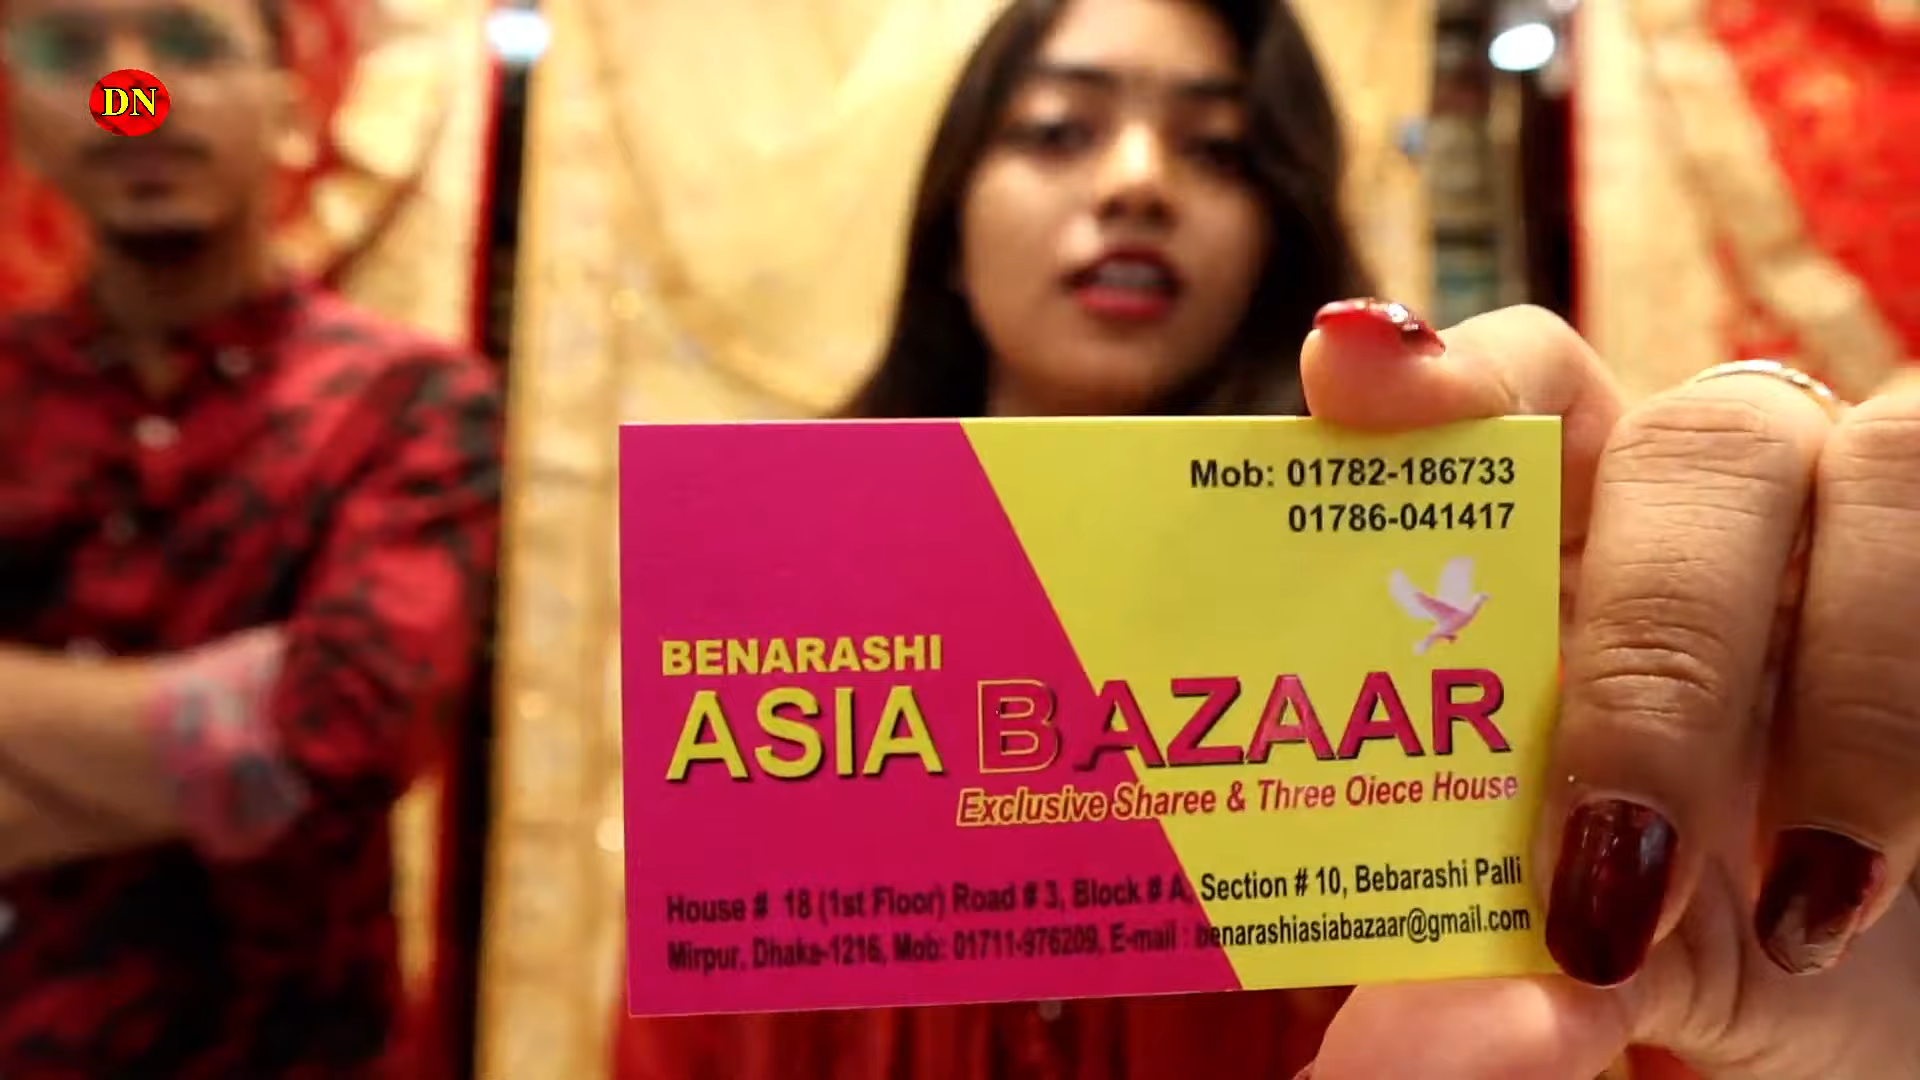 DN
Mob: 01782-186733
01786-041417
BENARASHI
ASIA BAZAAR
Exclusive Sharee & Three Oiece House
House # 18 (1st Floor) Road # 3, Block # A, Section # 10, Bebarashi Palli
Mirpur, Dhaka-1216, Mob: 01711-976209, E-mail : benarashiasiabazaar@gmail.com